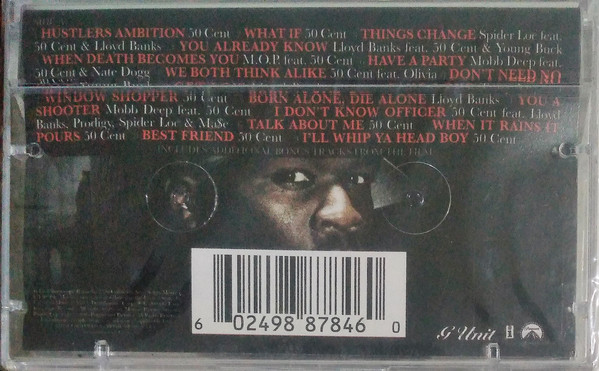 SIDE A
HUSTLERS AMBITION 50 Cent WHAT IF 50 Cent THINGS CHANGE Spider Loc feat.
50 Cent & Lloyd Banks YOU ALREADY KNOW Lloyd Banks feat. 50 Cent & Young Buck
WHEN DEATH BECOMES YOU M.O.P. feat. 50 Cent HAVE A PARTY Mobb Deep feat.
50 Cent & Nate Dogg WE BOTH THINK ALIKE 50 Cent feat. Olivia DON'T NEED NO
WINDOW SHOPPER 50 Cent BORN ALONE, DIE ALONE Lloyd Banks YOU A
SHOOTER Mobb Deep feat. 50 Cent I DON'T KNOW OFFICER 50 Cent feat. Lloyd
Banks, Prodigy, Spider Loc & Ma$e TALK ABOUT ME 50 Cent WHEN IT RAINS IT
POURS 50 Cent BEST FRIEND 50 Cent I'LL WHIP YA HEAD BOY 50 Cent
INCLUDES ADDITIONAL BONUS TRACKS FROM THE FILM
6 02498 87846 0
G Unit